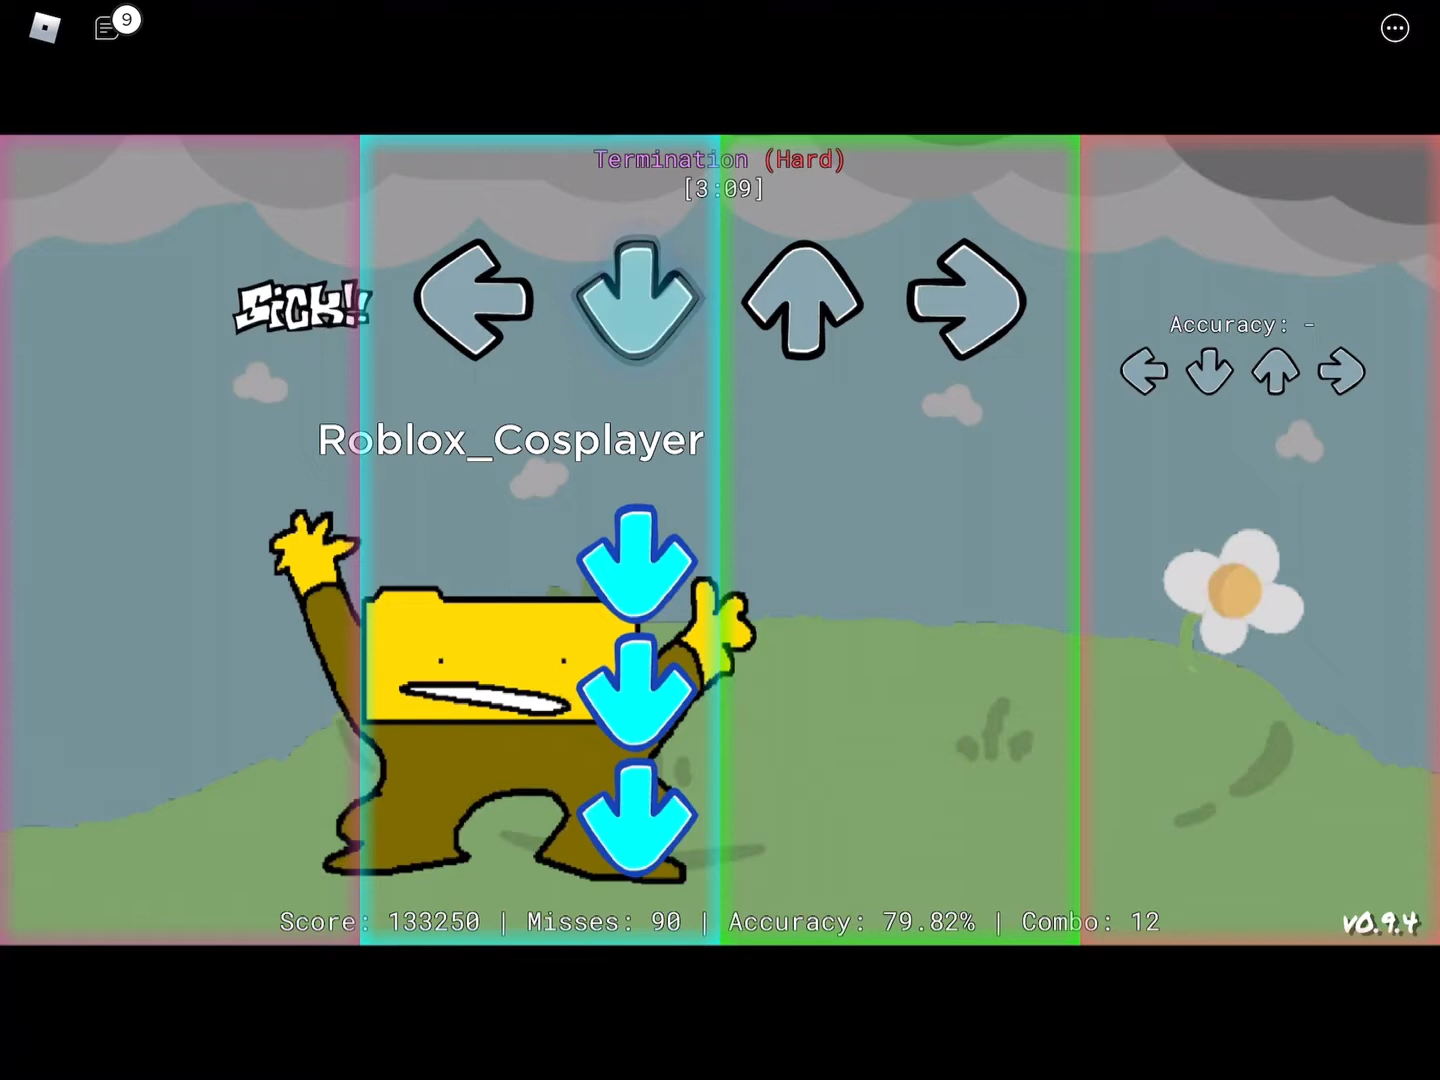 9
Termination (Hard)
[3:09]
SiCK!!
Accuracy: -
Roblox_Cosplayer
Score: 133250 | Misses: 90 | Accuracy: 79.82% | Combo: 12
v0.9.4